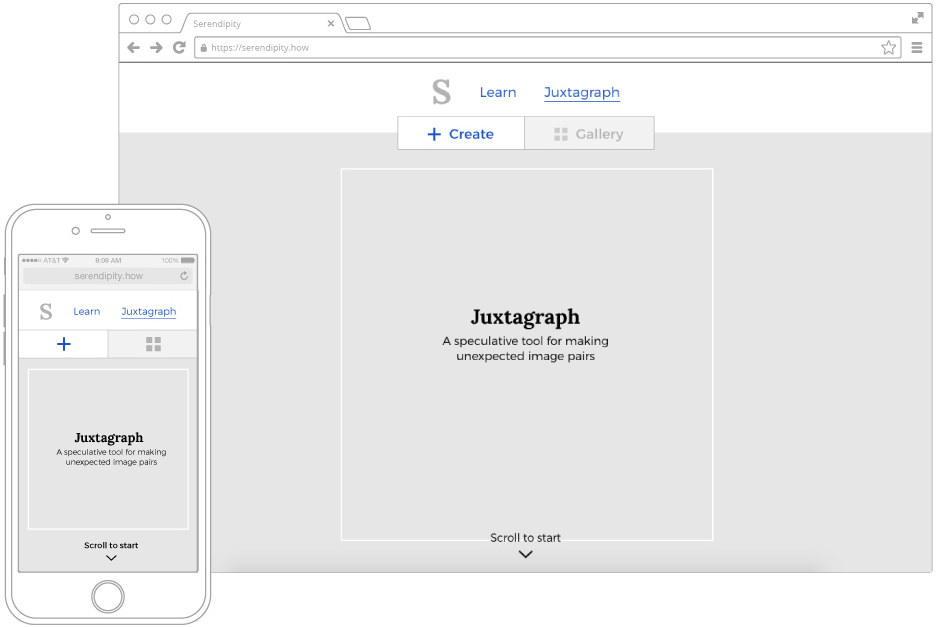 Serendipity
https://serendipity.how
S Learn Juxtagraph
Create Gallery
Juxtagraph
A speculative tool for making
unexpected image pairs
Scroll to start
AT&T 8:08 AM 100%
serendipity.how
S Learn Juxtagraph
Juxtagraph
A speculative tool for making
unexpected image pairs
Scroll to start